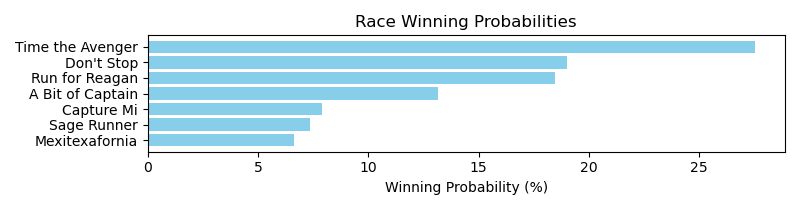 Race Winning Probabilities
Time the Avenger
Don't Stop
Run for Reagan
A Bit of Captain
Capture Mi
Sage Runner
Mexitexafornia
0 5 10 15 20 25
Winning Probability (%)